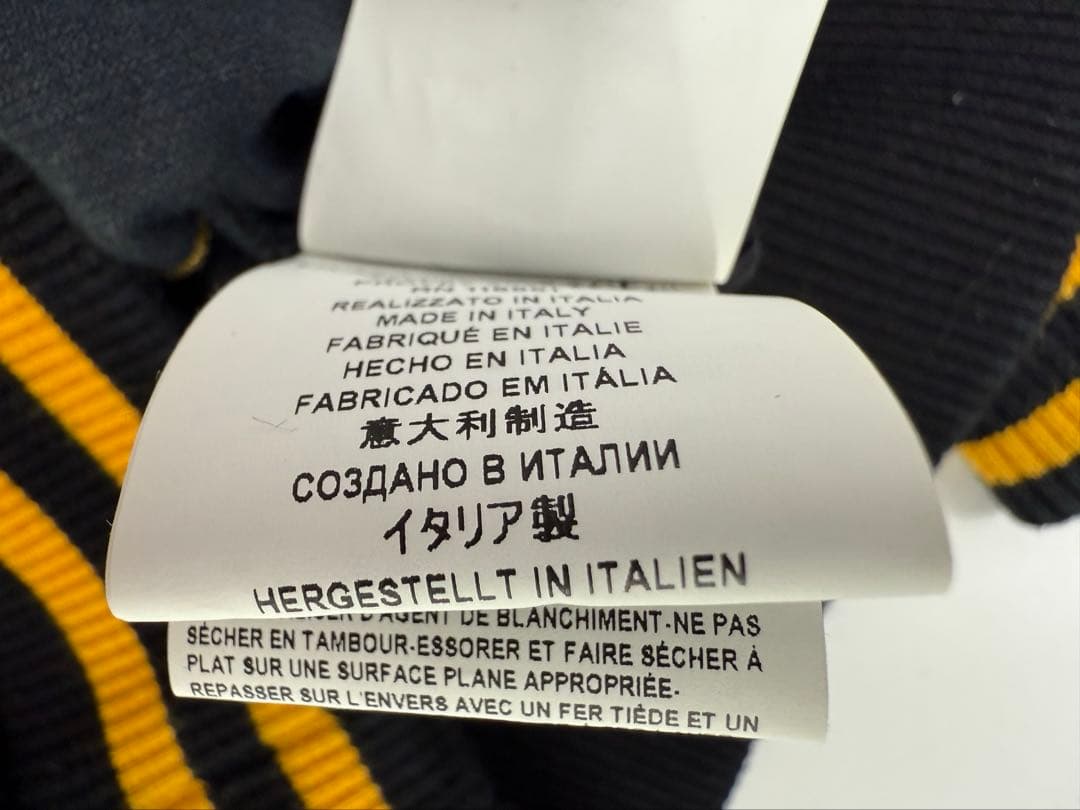 REALIZZATO IN ITALIA
MADE IN ITALY
FABRIQUÉ EN ITALIE
HECHO EN ITALIA
FABRICADO EM ITÁLIA
意大利制造
СОЗДАНО В ИТАЛИИ
イタリア製
HERGESTELLT IN ITALIEN
D'AGENT DE BLANCHIMENT-NE PAS
SÉCHER EN TAMBOUR-ESSORER ET FAIRE SÉCHER À
PLAT SUR UNE SURFACE PLANE APPROPRIÉE-
REPASSER SUR L'ENVERS AVEC UN FER TIÈDE ET UN